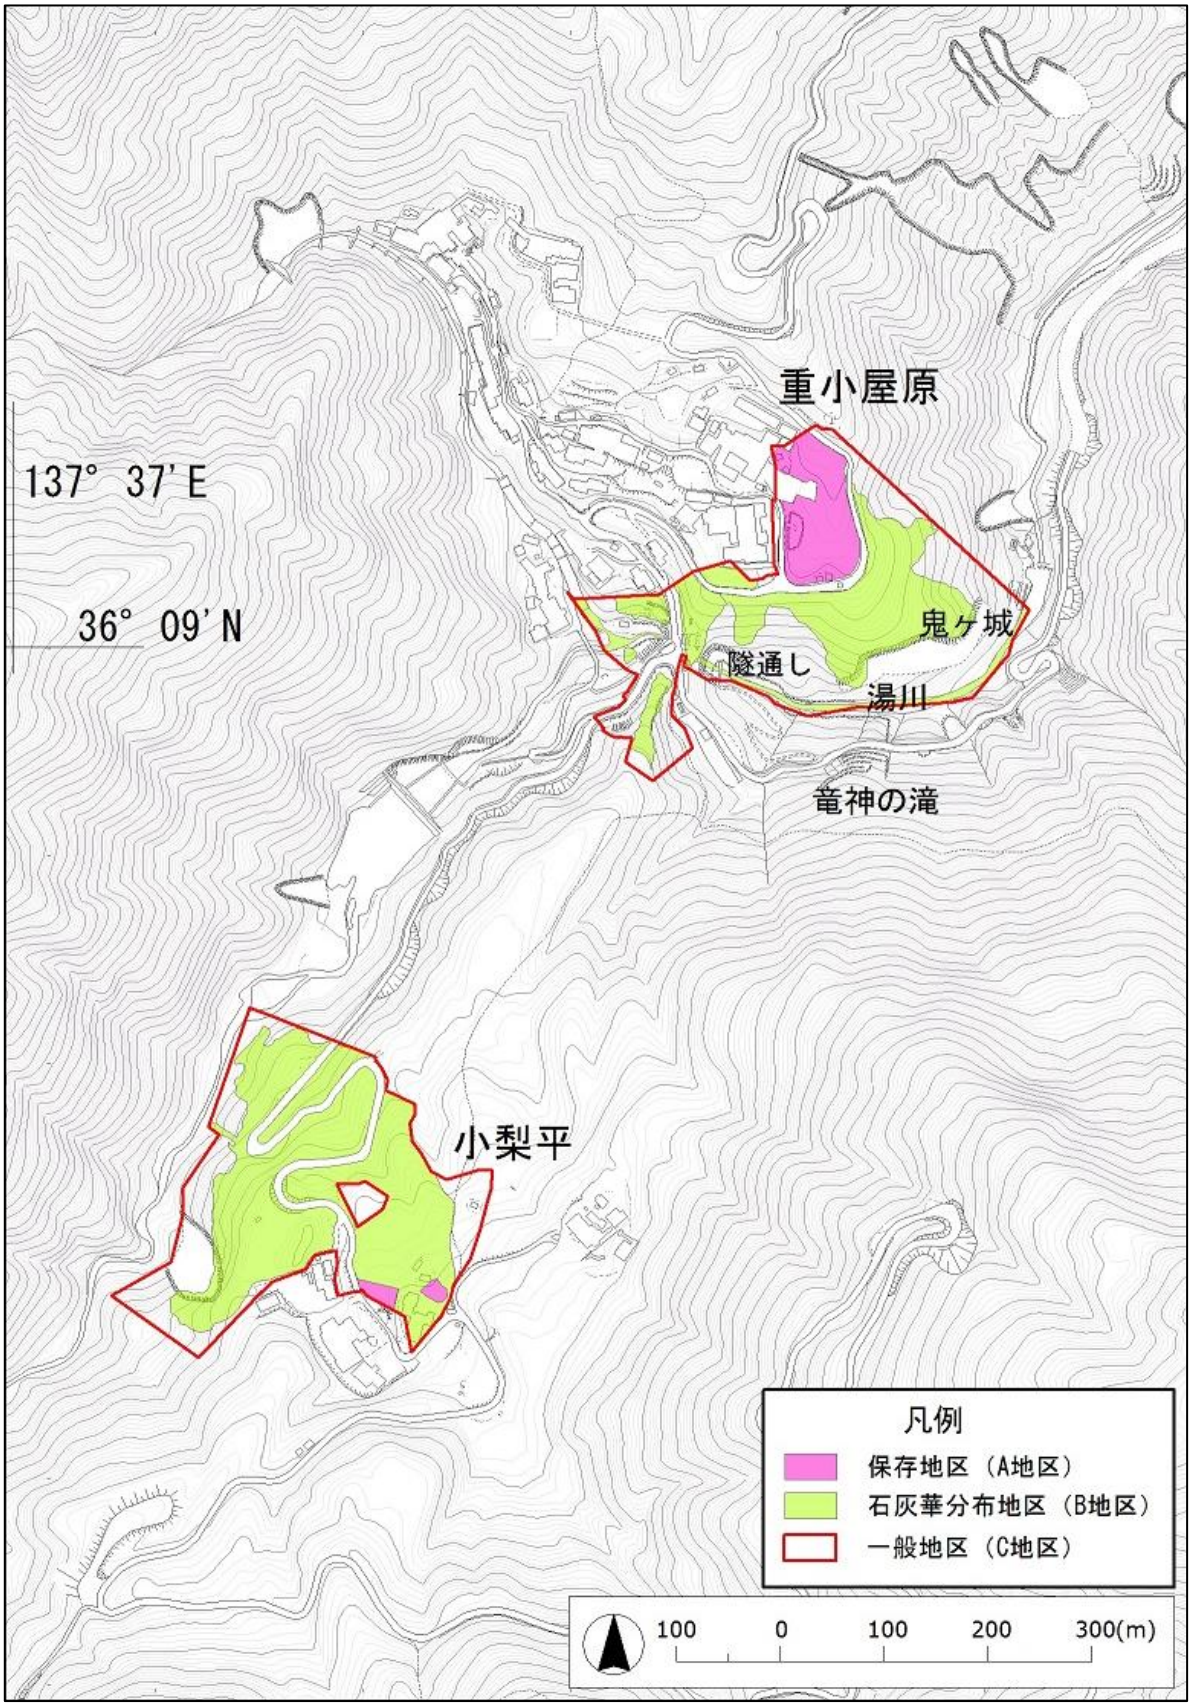 重小屋原
137° 37'E
36° 09'N
鬼ヶ城
隧通し
湯川
竜神の滝
小梨平
凡例
保存地区（A地区）
石灰華分布地区（B地区）
一般地区（C地区）
100 0 100 200 300(m)